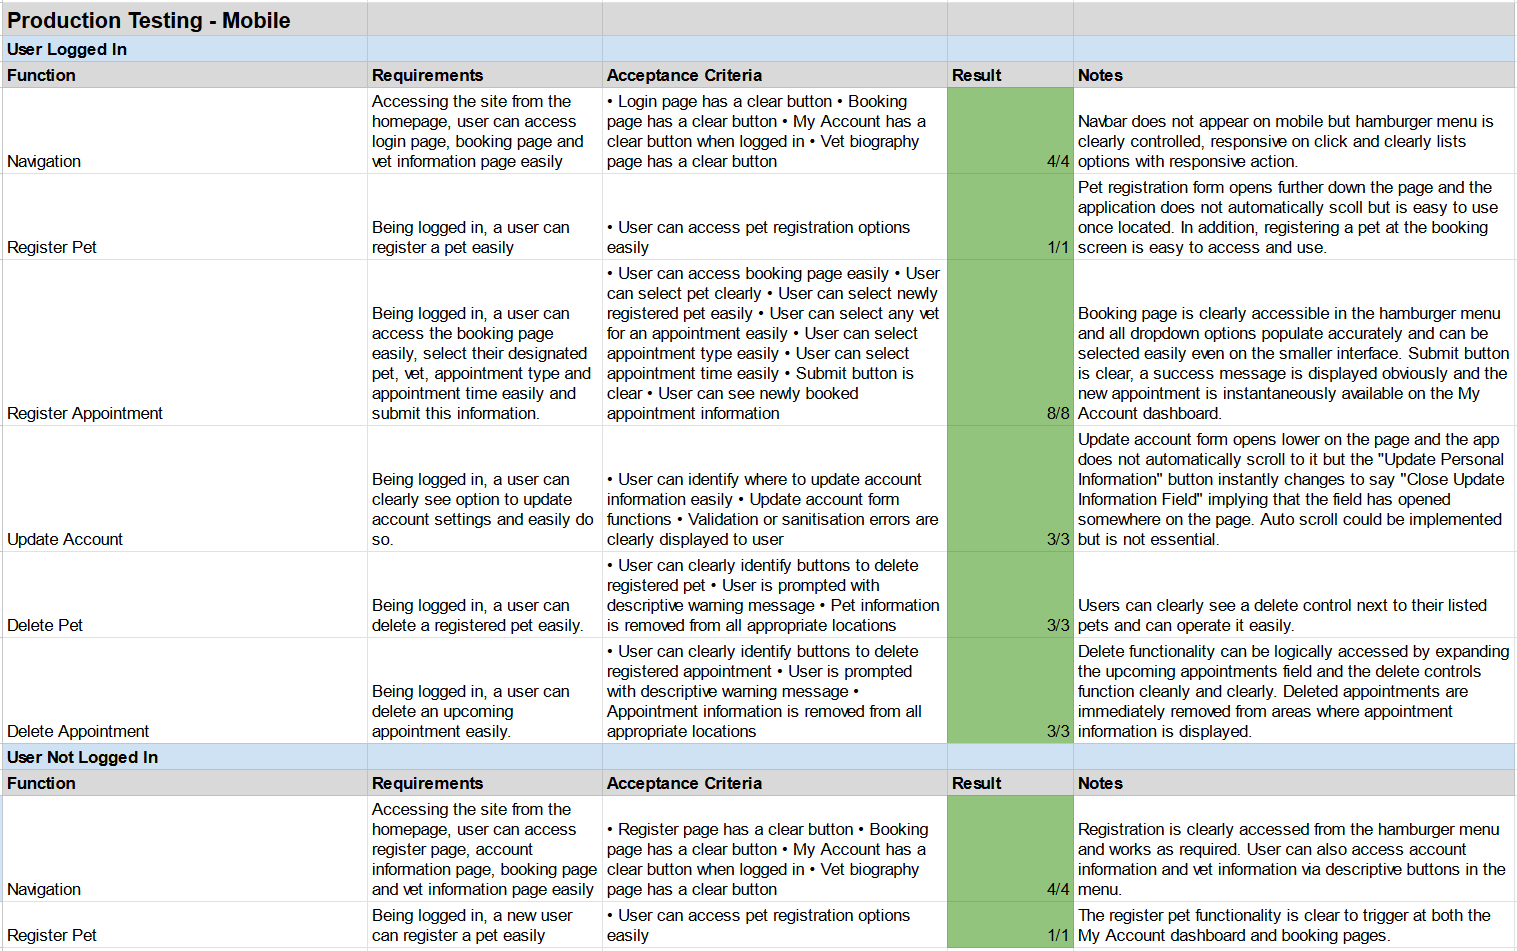 Production Testing - Mobile
User Logged In
Function Requirements Acceptance Criteria Result Notes
Navigation
Accessing the site from the
homepage, user can access
login page, booking page and
vet information page easily
• Login page has a clear button • Booking
page has a clear button • My Account has a
clear button when logged in • Vet biography
page has a clear button
4/4
Navbar does not appear on mobile but hamburger menu is
clearly controlled, responsive on click and clearly lists
options with responsive action.
Register Pet
Being logged in, a user can
register a pet easily
• User can access pet registration options
easily
1/1
Pet registration form opens further down the page and the
application does not automatically scoll but is easy to use
once located. In addition, registering a pet at the booking
screen is easy to access and use.
Register Appointment
Being logged in, a user can
access the booking page
easily, select their designated
pet, vet, appointment type and
appointment time easily and
submit this information.
• User can access booking page easily • User
can select pet clearly • User can select newly
registered pet easily • User can select any vet
for an appointment easily • User can select
appointment type easily • User can select
appointment time easily • Submit button is
clear • User can see newly booked
appointment information
8/8
Booking page is clearly accessible in the hamburger menu
and all dropdown options populate accurately and can be
selected easily even on the smaller interface. Submit button
is clear, a success message is displayed obviously and the
new appointment is instantaneously available on the My
Account dashboard.
Update Account
Being logged in, a user can
clearly see option to update
account settings and easily do
so.
• User can identify where to update account
information easily • Update account form
functions • Validation or sanitisation errors are
clearly displayed to user
3/3
Update account form opens lower on the page and the app
does not automatically scroll to it but the "Update Personal
Information" button instantly changes to say "Close Update
Information Field" implying that the field has opened
somewhere on the page. Auto scroll could be implemented
but is not essential.
Delete Pet
Being logged in, a user can
delete a registered pet easily.
• User can clearly identify buttons to delete
registered pet • User is prompted with
descriptive warning message • Pet information
is removed from all appropriate locations
3/3
Users can clearly see a delete control next to their listed
pets and can operate it easily.
Delete Appointment
Being logged in, a user can
delete an upcoming
appointment easily.
• User can clearly identify buttons to delete
registered appointment • User is prompted
with descriptive warning message •
Appointment information is removed from all
appropriate locations
3/3
Delete functionality can be logically accessed by expanding
the upcoming appointments field and the delete controls
function cleanly and clearly. Deleted appointments are
immediately removed from areas where appointment
information is displayed.
User Not Logged In
Function Requirements Acceptance Criteria Result Notes
Navigation
Accessing the site from the
homepage, user can access
register page, account
information page, booking page
and vet information page easily
• Register page has a clear button • Booking
page has a clear button • My Account has a
clear button when logged in • Vet biography
page has a clear button
4/4
Registration is clearly accessed from the hamburger menu
and works as required. User can also access account
information and vet information via descriptive buttons in the
menu.
Register Pet
Being logged in, a new user
can register a pet easily
• User can access pet registration options
easily
1/1
The register pet functionality is clear to trigger at both the
My Account dashboard and booking pages.